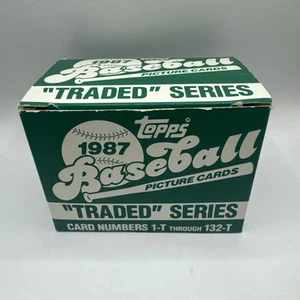 1987
Baseball
PICTURE CARDS
"TRADED" SERIES
TOPPS
1987
Baseball
PICTURE CARDS
"TRADED" SERIES
CARD NUMBERS 1-T THROUGH 132-T